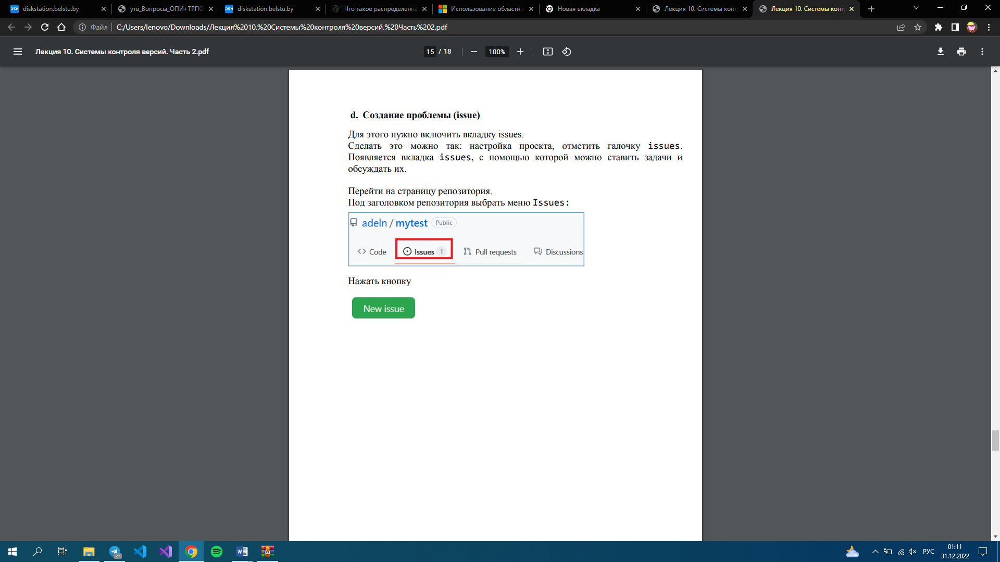 diskstation.belstu.by
утв_Вопросы_ОПИ+ТРПО
diskstation.belstu.by
Что такое распределенна
Использование области
Новая вкладка
Лекция 10. Системы конт
Лекция 10. Системы конт
Файл
C:/Users/lenovo/Downloads/Лекция%2010.%20Системы%20контроля%20версий.%20Часть%202.pdf
Лекция 10. Системы контроля версий. Часть 2.pdf
15 / 18
100%
d. Создание проблемы (issue)
Для этого нужно включить вкладку issues.
Сделать это можно так: настройка проекта, отметить галочку issues.
Появляется вкладка issues, с помощью которой можно ставить задачи и
обсуждать их.
Перейти на страницу репозитория.
Под заголовком репозитория выбрать меню Issues:
adeln / mytest Public
Code
Issues 1
Pull requests
Discussions
Нажать кнопку
New issue
41
РУС
01:11
31.12.2022